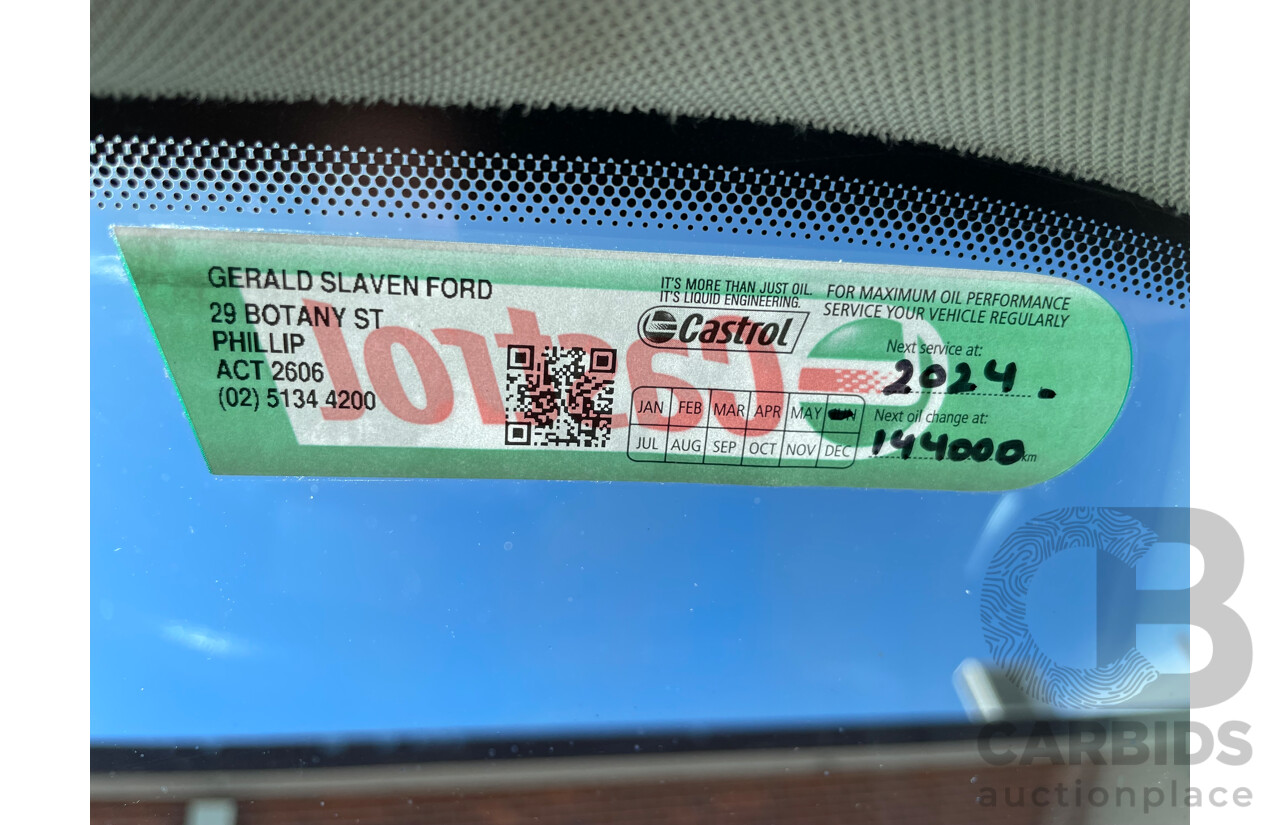 GERALD SLAVEN FORD
29 BOTANY ST
PHILLIP
ACT 2606
(02) 5134 4200
IT'S MORE THAN JUST OIL.
IT'S LIQUID ENGINEERING.
Castrol
JAN FEB MAR APR MAY
JUL AUG SEP OCT NOV DEC
FOR MAXIMUM OIL PERFORMANCE
SERVICE YOUR VEHICLE REGULARLY
Next service at:
2024.
Next oil change at:
144000 km
Castrol
CB
CARBIDS
auctionplace